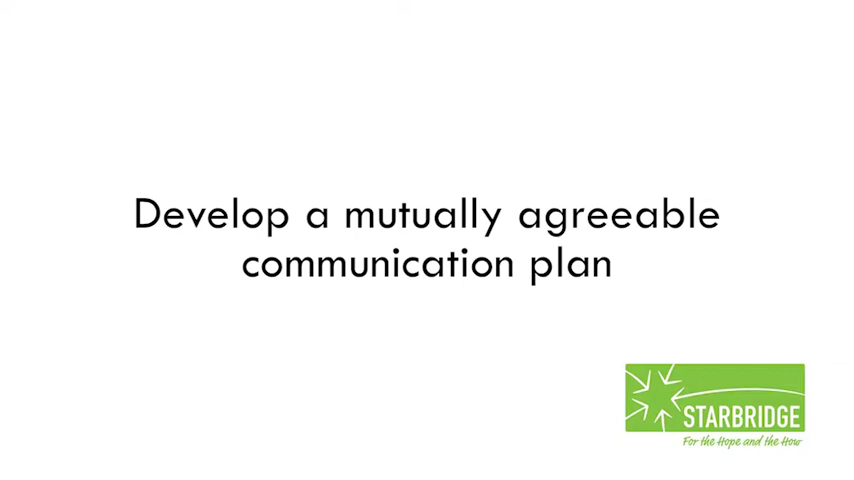 Develop a mutually agreeable
communication plan
STARBRIDGE
For the Hope and the How